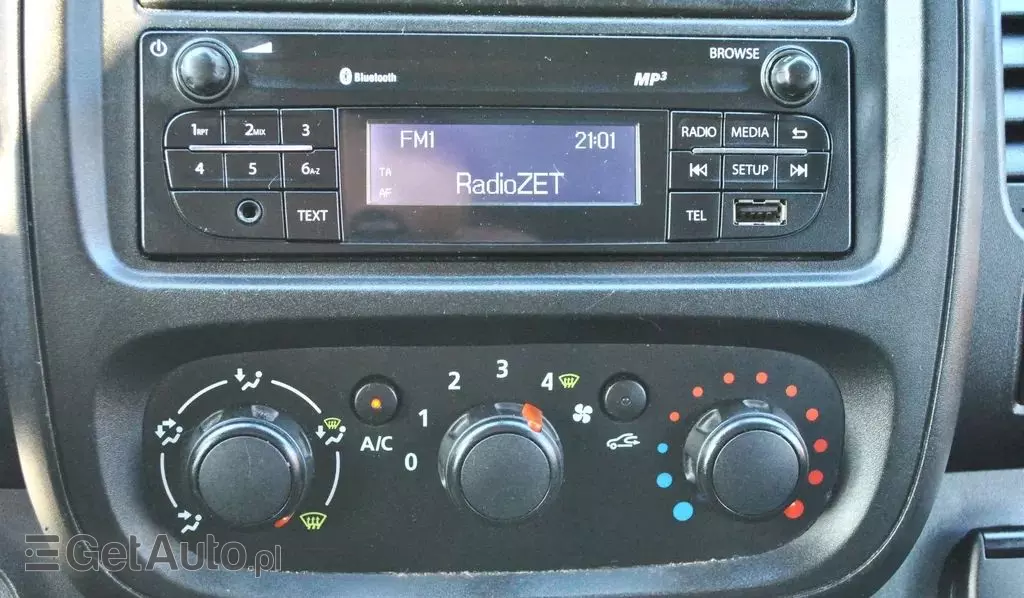 BROWSE
Bluetooth
MP3
1RPT 2MIX 3
4 5 6A-Z
TEXT
FM1 21:01
TA
AF
RadioZET
RADIO MEDIA
SETUP
TEL
0 1 2 3 4
A/C
GetAuto.pl